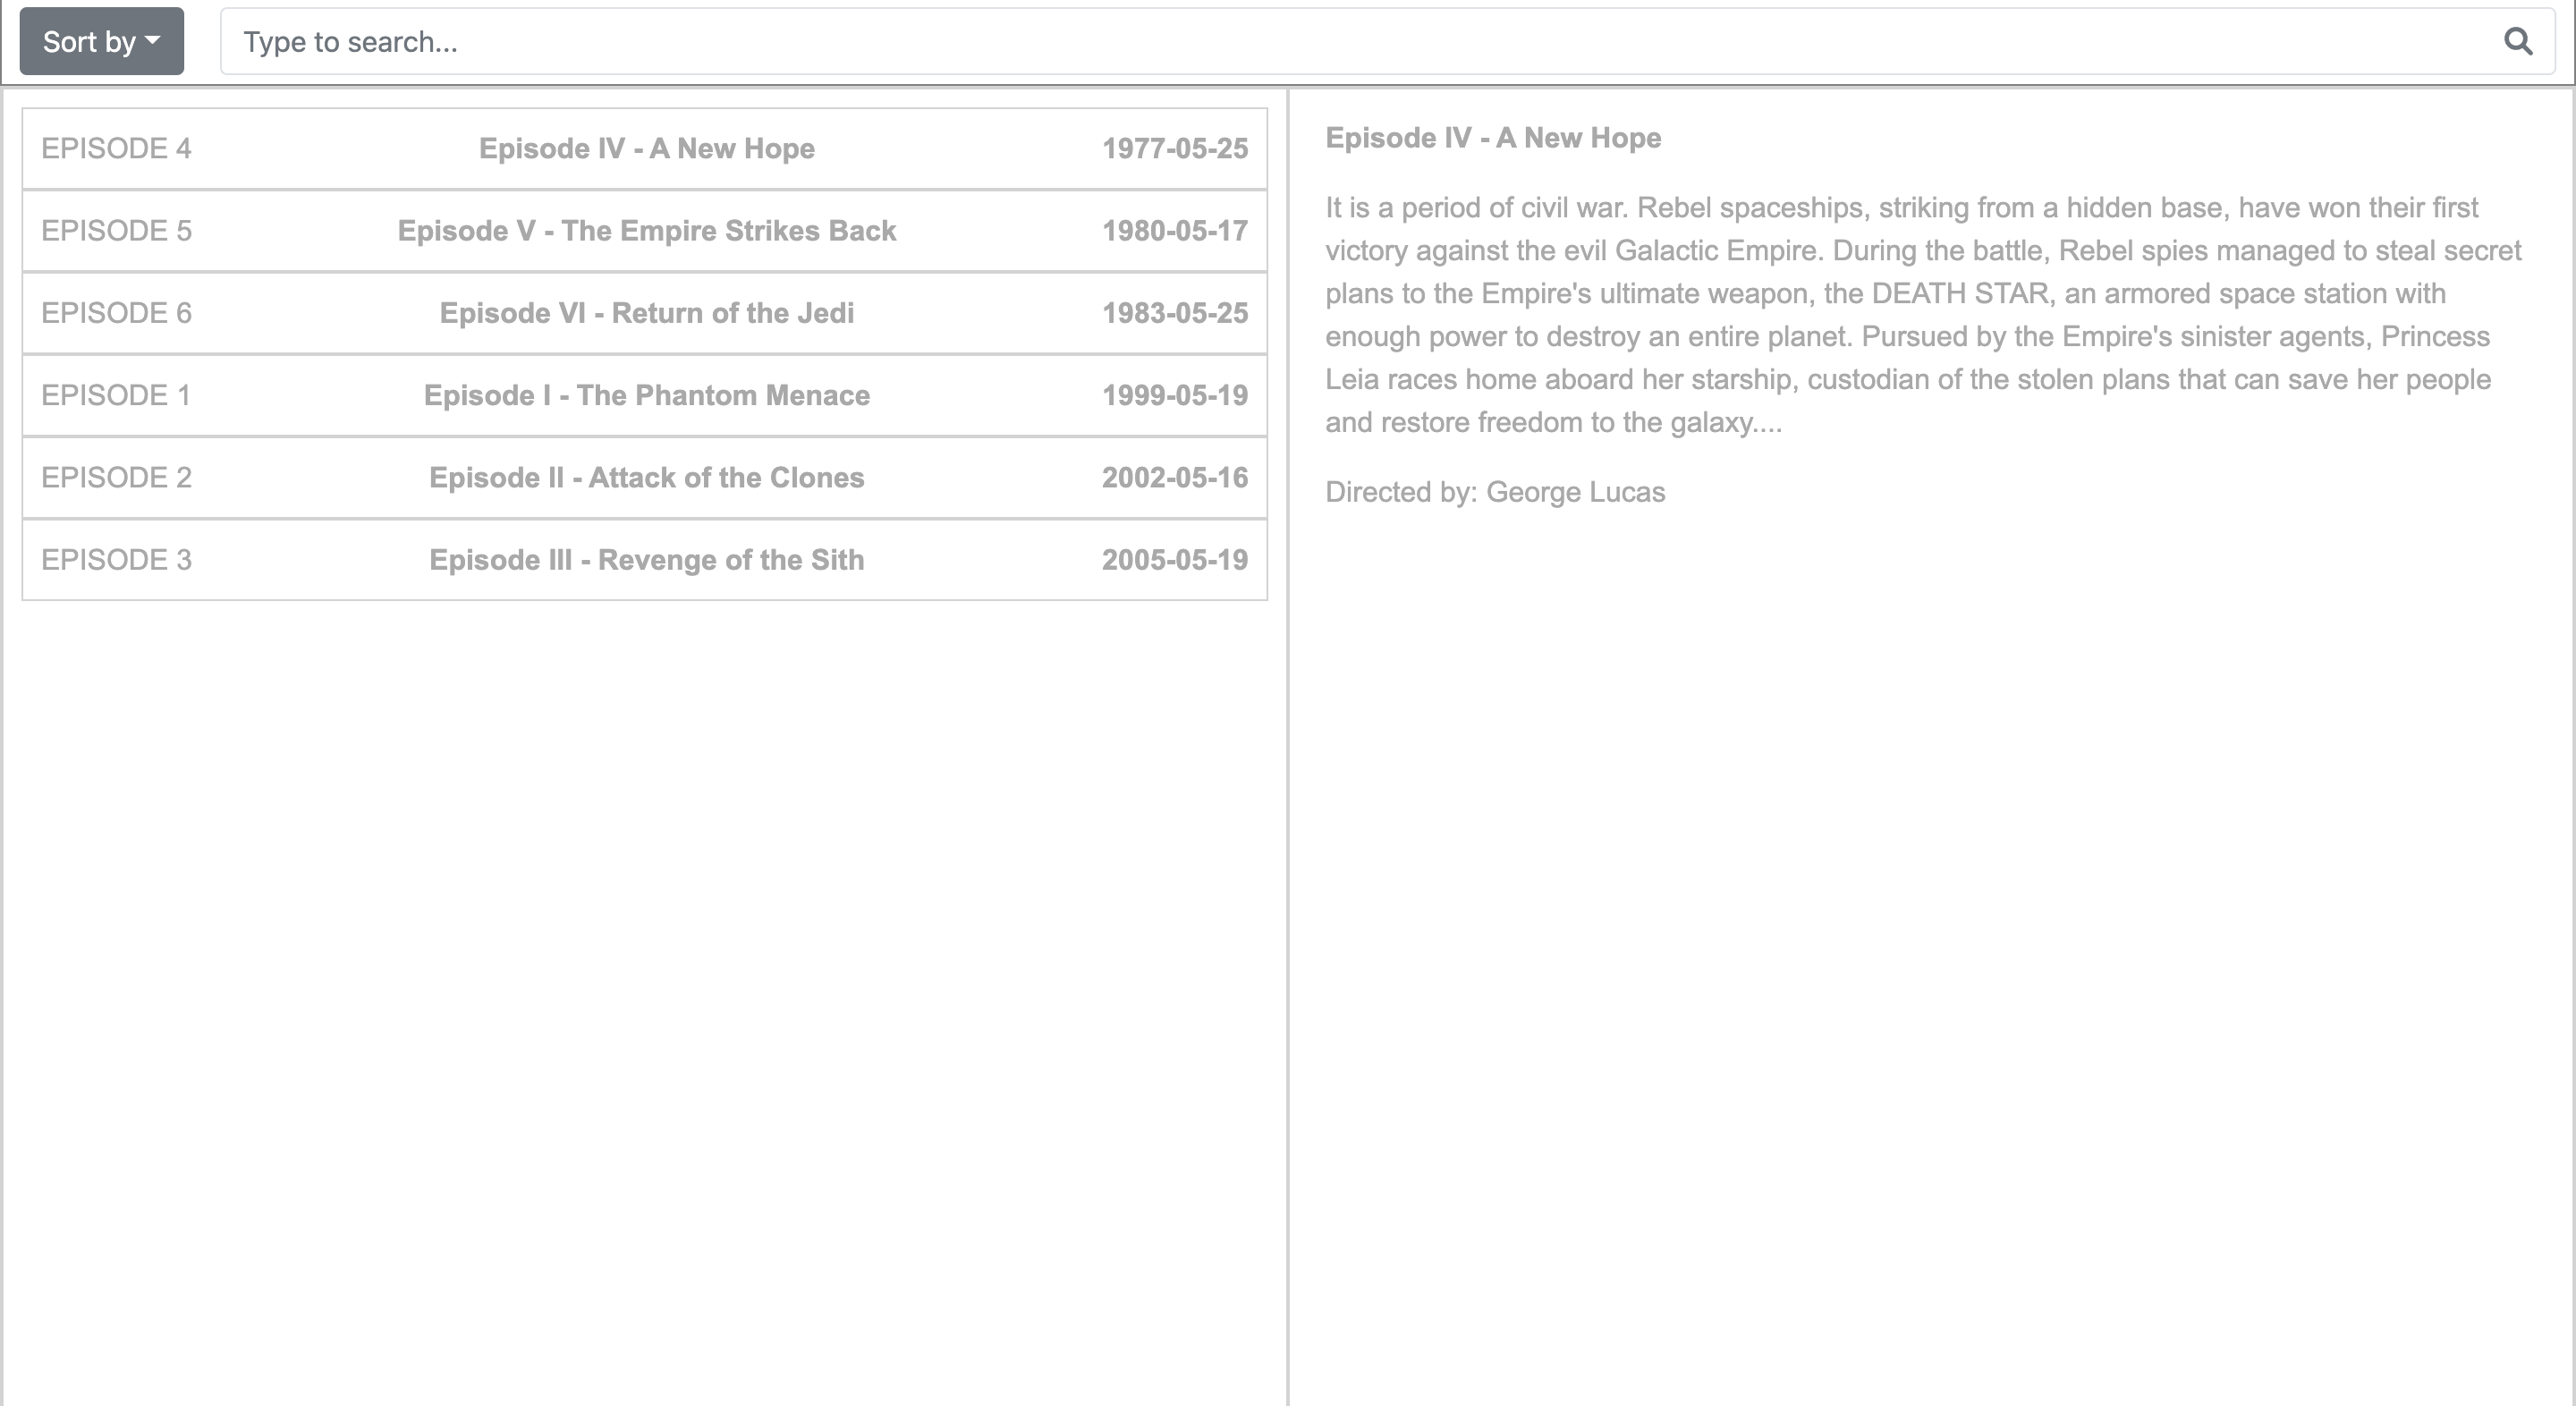 Sort by
Type to search...
EPISODE 4 Episode IV - A New Hope 1977-05-25
EPISODE 5 Episode V - The Empire Strikes Back 1980-05-17
EPISODE 6 Episode VI - Return of the Jedi 1983-05-25
EPISODE 1 Episode I - The Phantom Menace 1999-05-19
EPISODE 2 Episode II - Attack of the Clones 2002-05-16
EPISODE 3 Episode III - Revenge of the Sith 2005-05-19
Episode IV - A New Hope
It is a period of civil war. Rebel spaceships, striking from a hidden base, have won their first
victory against the evil Galactic Empire. During the battle, Rebel spies managed to steal secret
plans to the Empire's ultimate weapon, the DEATH STAR, an armored space station with
enough power to destroy an entire planet. Pursued by the Empire's sinister agents, Princess
Leia races home aboard her starship, custodian of the stolen plans that can save her people
and restore freedom to the galaxy....
Directed by: George Lucas